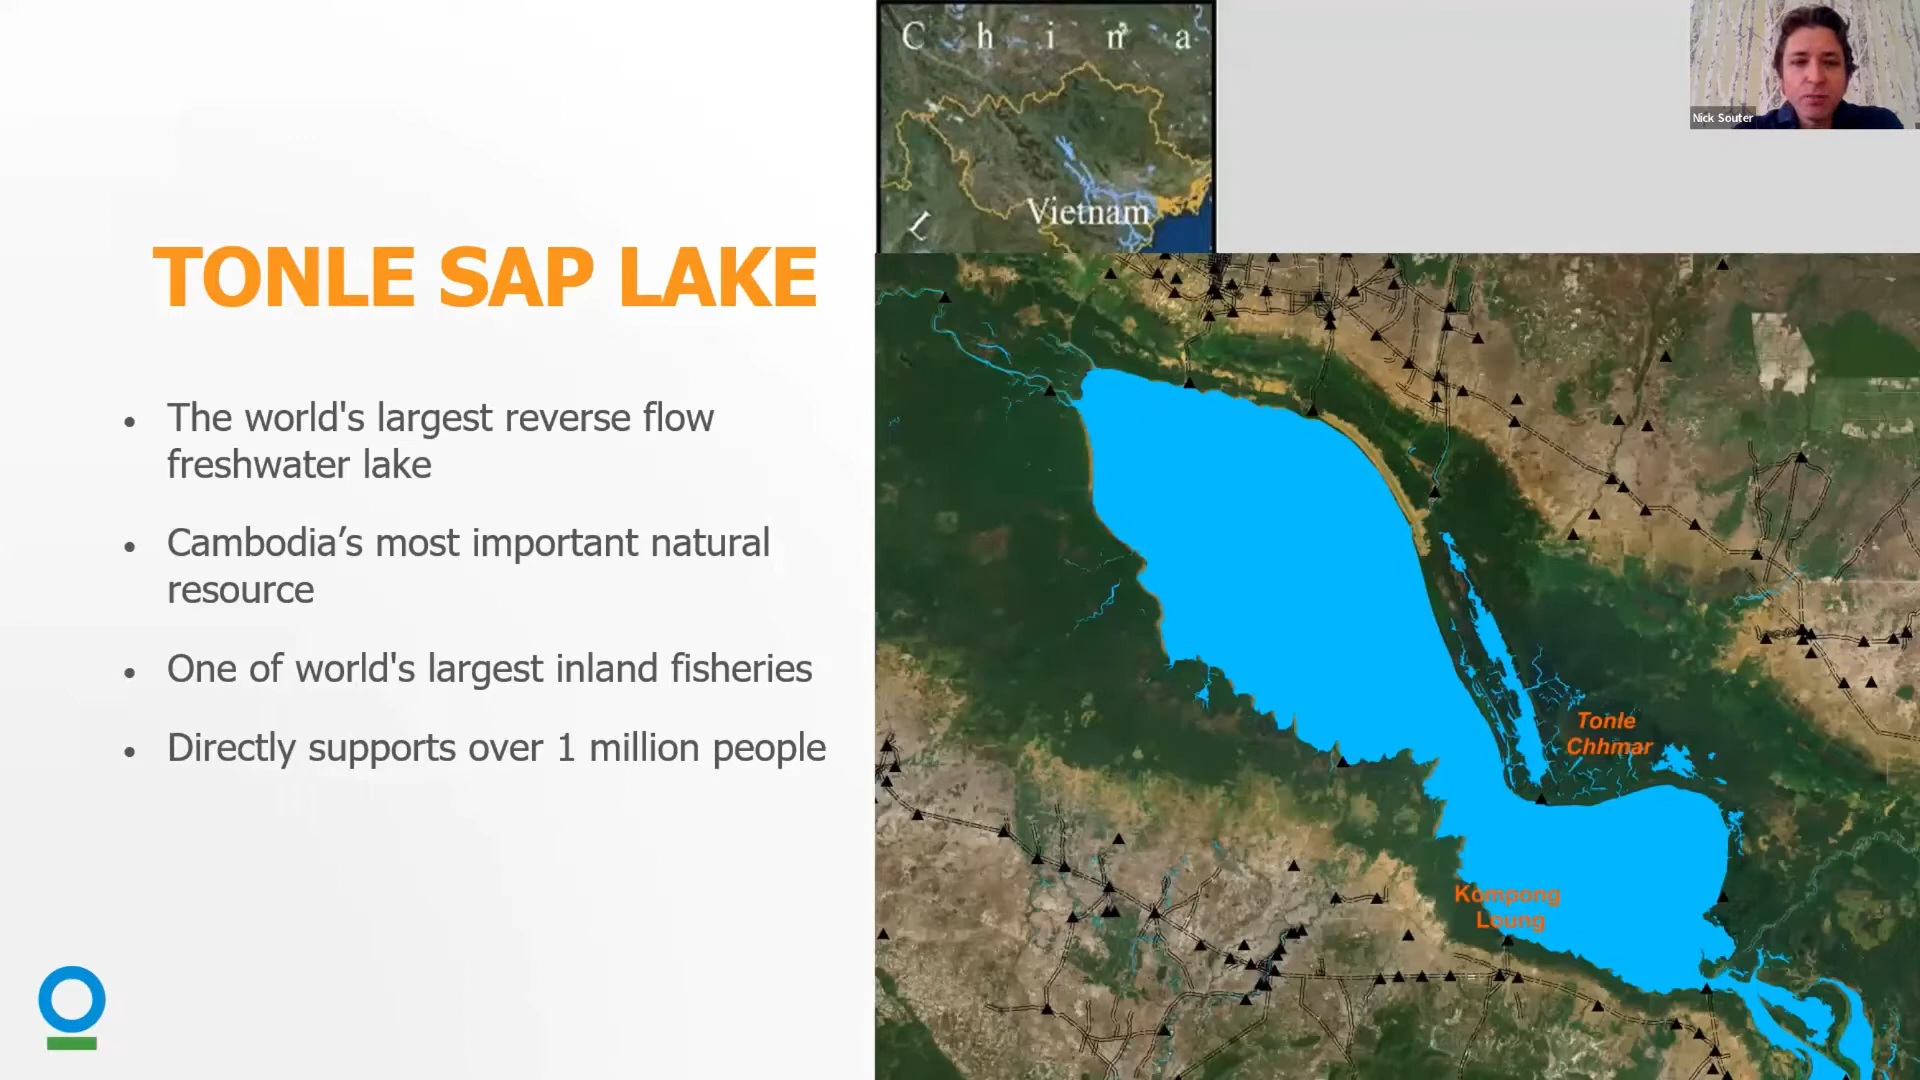 TONLE SAP LAKE
• The world's largest reverse flow
freshwater lake
• Cambodia’s most important natural
resource
• One of world's largest inland fisheries
• Directly supports over 1 million people
China
Vietnam
L
Nick Souter
Tonle
Chhmar
Kompong
Loung